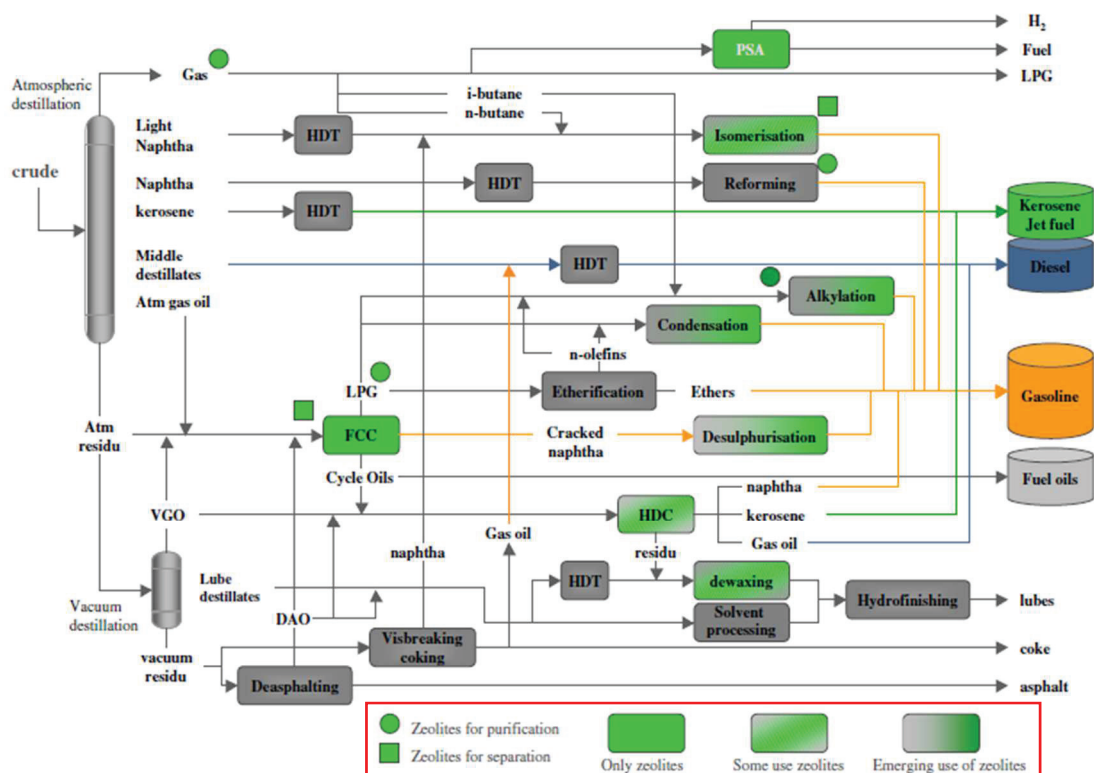 H2
PSA
Fuel
Gas
LPG
Atmospheric
destillation
i-butane
n-butane
Light
Naphtha
HDT
Isomerisation
crude
Naphtha
HDT
Reforming
kerosene
HDT
Kerosene
Jet fuel
Middle
destillates
HDT
Diesel
Atm gas oil
Alkylation
Condensation
n-olefins
LPG
Etherification
Ethers
Gasoline
Atm
residu
FCC
Cracked
naphtha
Desulphurisation
Cycle Oils
Fuel oils
naphtha
VGO
HDC
kerosene
Gas oil
Gas oil
naphtha
residu
Lube
destillates
HDT
dewaxing
Vacuum
destillation
DAO
Solvent
processing
Hydrofinishing
lubes
vacuum
residu
Visbreaking
coking
coke
Deasphalting
asphalt
Zeolites for purification
Zeolites for separation
Only zeolites
Some use zeolites
Emerging use of zeolites